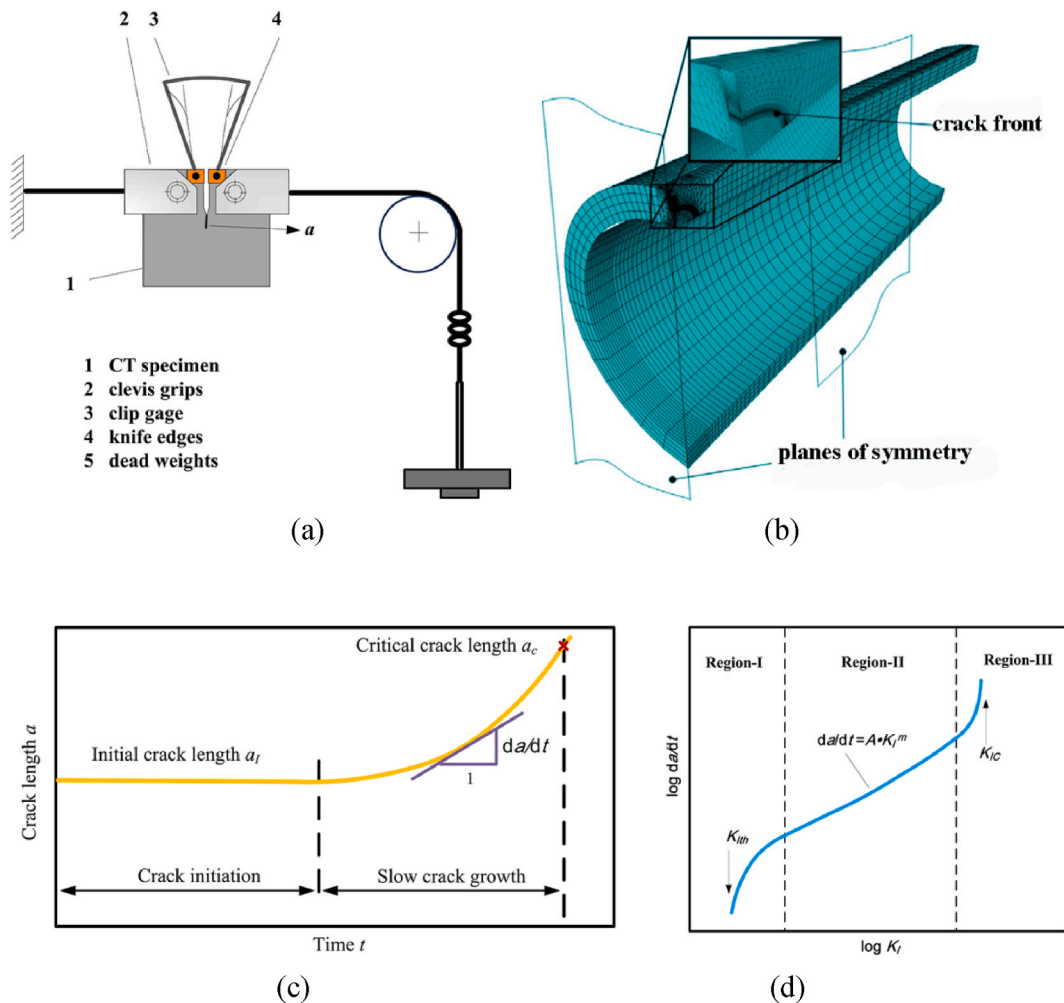 2 3 4
a
1
1 CT specimen
2 clevis grips
3 clip gage
4 knife edges
5 dead weights
(a)
crack front
planes of symmetry
(b)
Critical crack length a_c
Initial crack length a_I
da/dt
1
Crack initiation
Slow crack growth
Crack length a
Time t
(c)
Region-I
Region-II
Region-III
da/dt=A•K_I^m
K_IC
K_Ith
log da/dt
log K_I
(d)